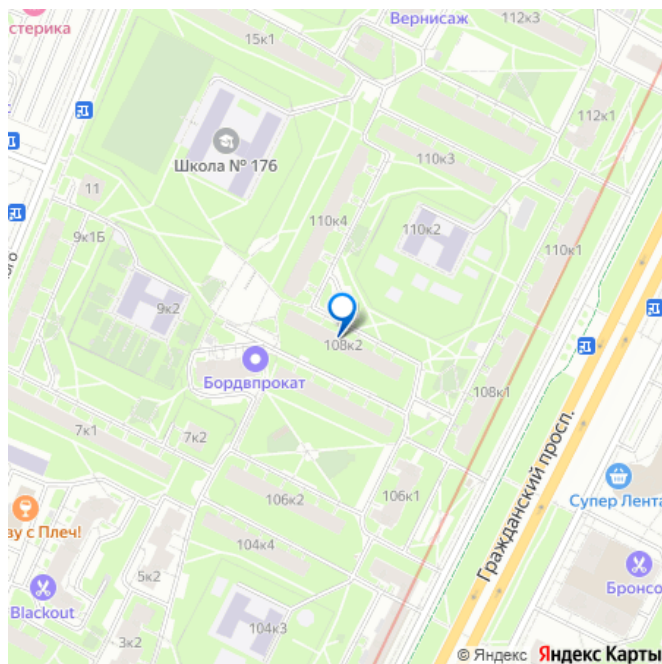 стерика
Вернисаж
112к3
15к1
112к1
Школа № 176
110к3
11
110к4
110к2
9к1Б
110к1
9к2
108к2
Бордвпрокат
108к1
7к1
7к2
Гражданский просп.
106к2
106к1
Супер Лента
зу с Плеч!
104к4
5к2
Бронсо
Blackout
104к3
3к2
© Яндекс Яндекс Карты